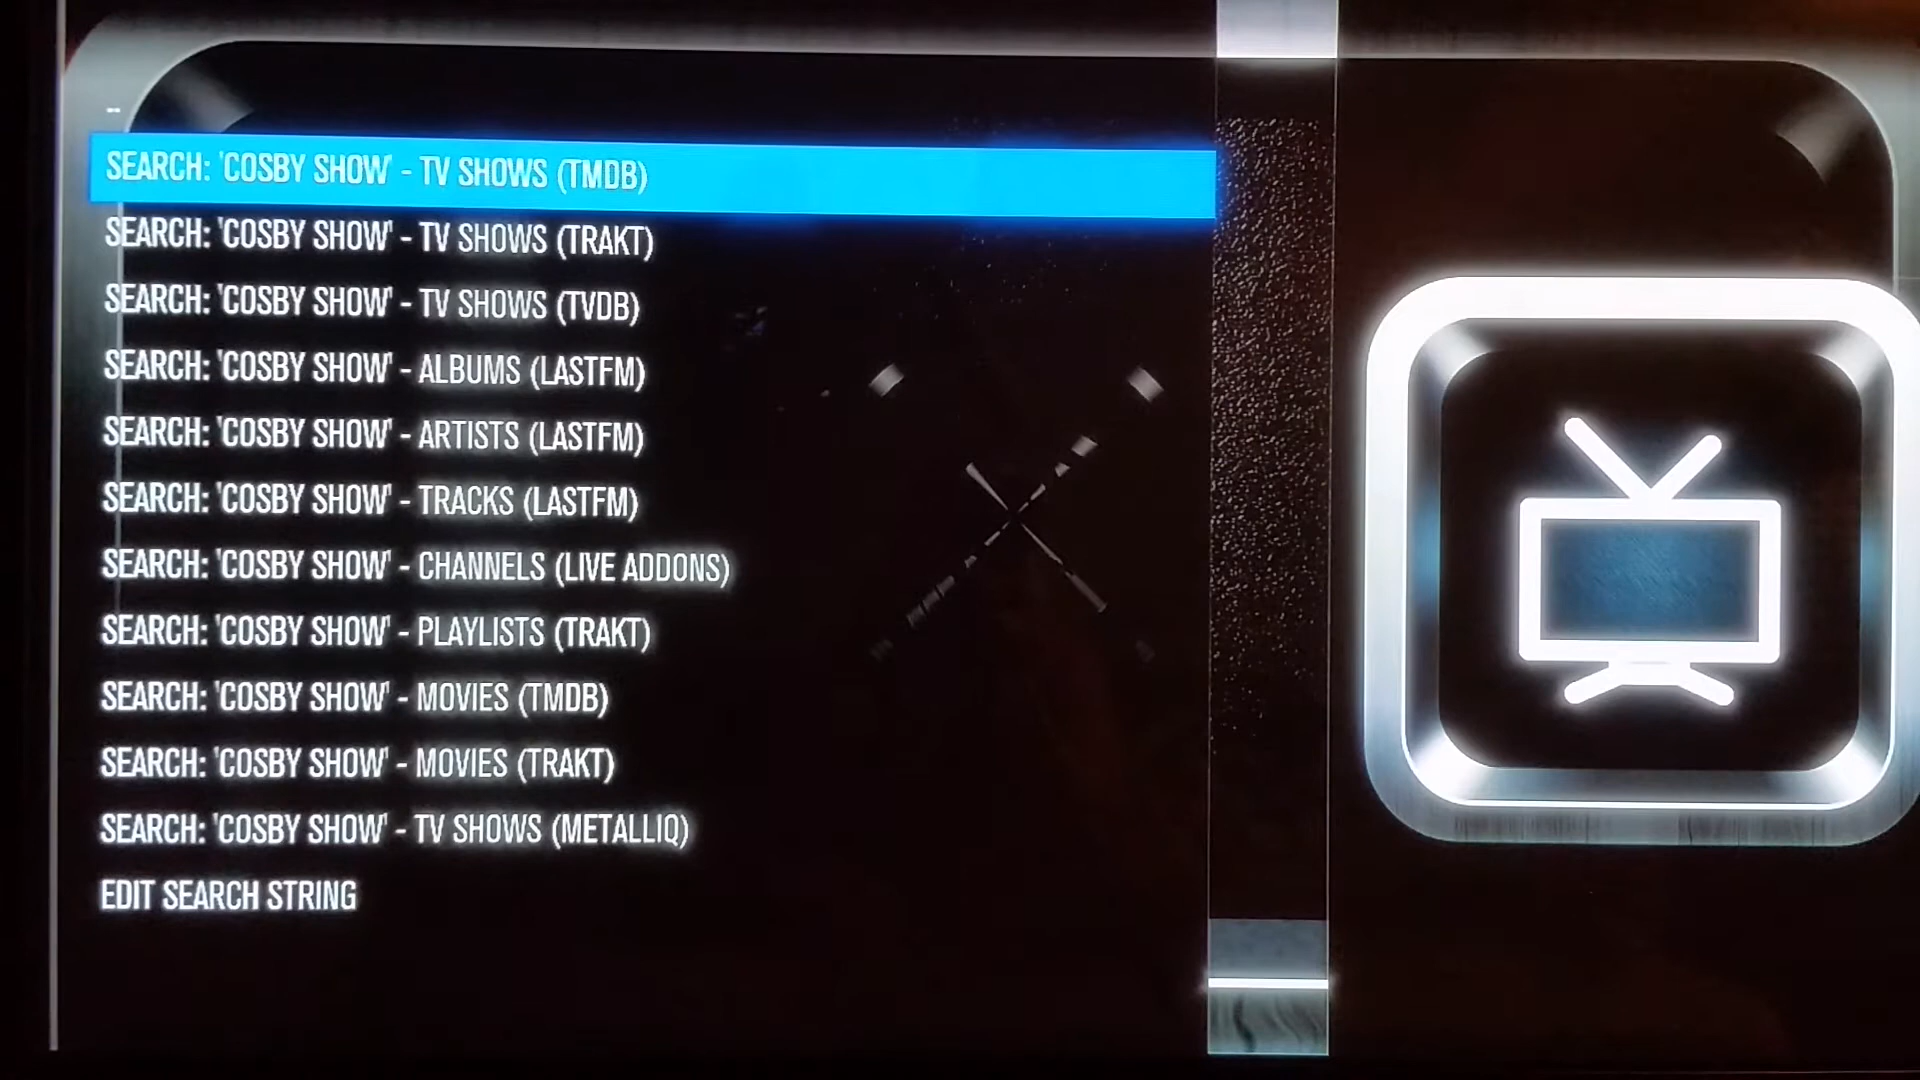 ..
SEARCH: 'COSBY SHOW' - TV SHOWS (TMDB)
SEARCH: 'COSBY SHOW' - TV SHOWS (TRAKT)
SEARCH: 'COSBY SHOW' - TV SHOWS (TVDB)
SEARCH: 'COSBY SHOW' - ALBUMS (LASTFM)
SEARCH: 'COSBY SHOW' - ARTISTS (LASTFM)
SEARCH: 'COSBY SHOW' - TRACKS (LASTFM)
SEARCH: 'COSBY SHOW' - CHANNELS (LIVE ADDONS)
SEARCH: 'COSBY SHOW' - PLAYLISTS (TRAKT)
SEARCH: 'COSBY SHOW' - MOVIES (TMDB)
SEARCH: 'COSBY SHOW' - MOVIES (TRAKT)
SEARCH: 'COSBY SHOW' - TV SHOWS (METALLIQ)
EDIT SEARCH STRING